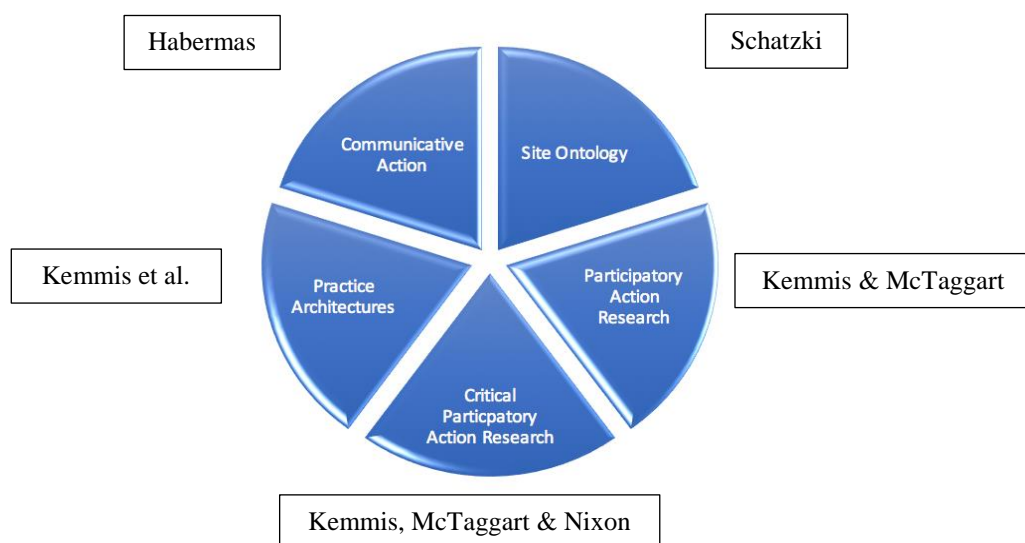 Habermas
Schatzki
Communicative
Action
Site Ontology
Kemmis et al.
Practice
Architectures
Participatory
Action
Research
Kemmis & McTaggart
Critical
Particpatory
Action Research
Kemmis, McTaggart & Nixon